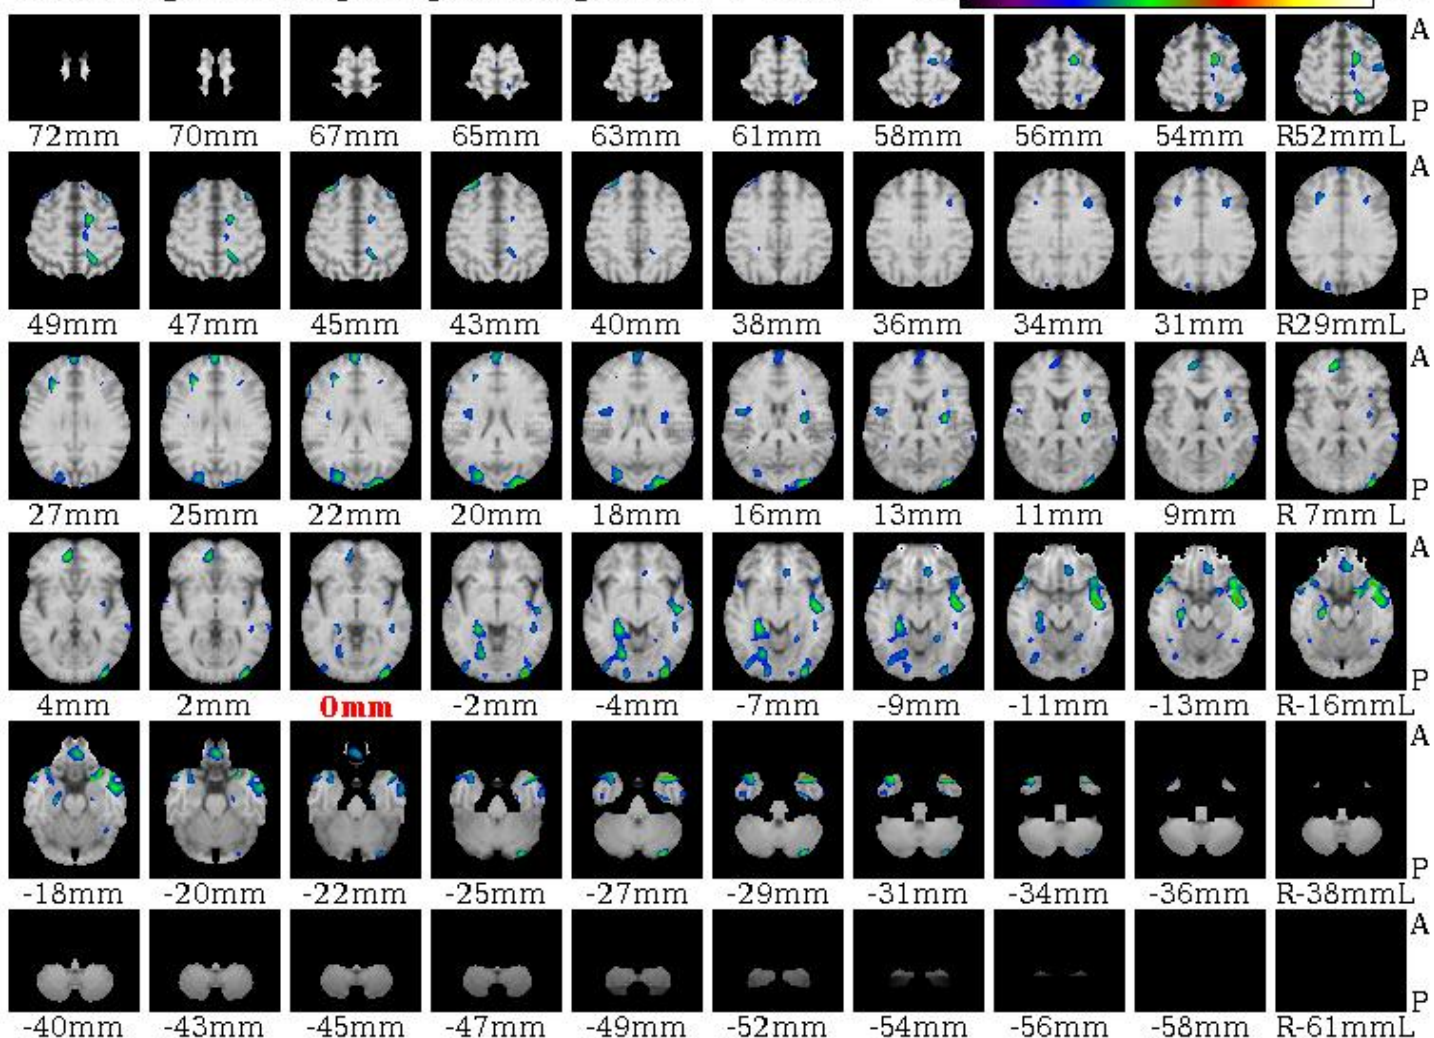 A
P
72mm 70mm 67mm 65mm 63mm 61mm 58mm 56mm 54mm R52mmL
A
P
49mm 47mm 45mm 43mm 40mm 38mm 36mm 34mm 31mm R29mmL
A
P
27mm 25mm 22mm 20mm 18mm 16mm 13mm 11mm 9mm R 7mm L
A
P
4mm 2mm 0mm -2mm -4mm -7mm -9mm -11mm -13mm R-16mmL
A
P
-18mm -20mm -22mm -25mm -27mm -29mm -31mm -34mm -36mm R-38mmL
A
P
-40mm -43mm -45mm -47mm -49mm -52mm -54mm -56mm -58mm R-61mmL